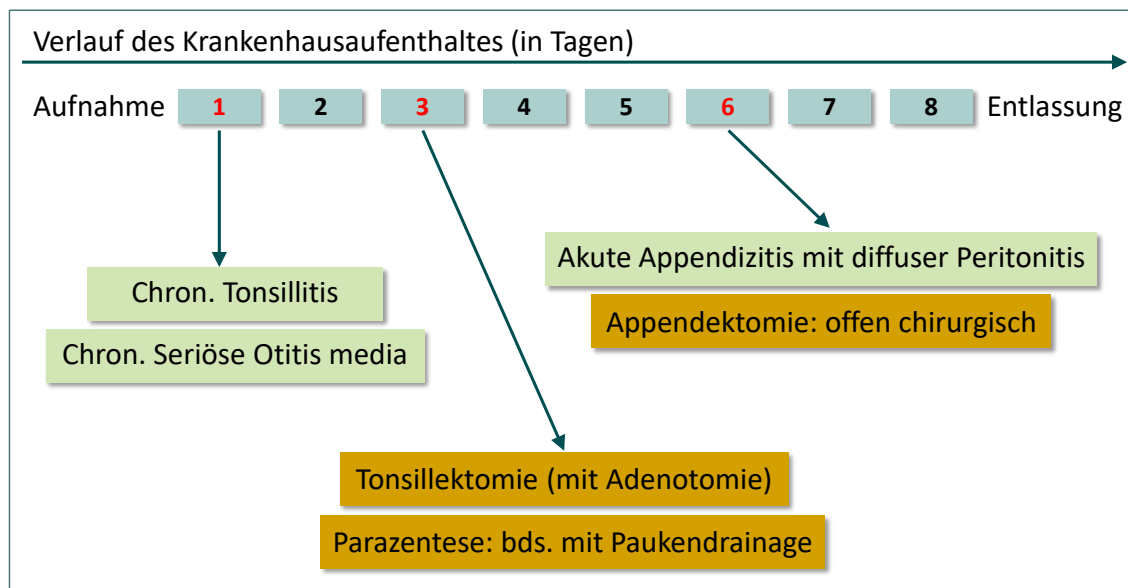 Verlauf des Krankenhausaufenthaltes (in Tagen)
Aufnahme 1 2 3 4 5 6 7 8 Entlassung
Akute Appendizitis mit diffuser Peritonitis
Chron. Tonsillitis
Appendektomie: offen chirurgisch
Chron. Seriöse Otitis media
Tonsillektomie (mit Adenotomie)
Parazentese: bds. mit Paukendrainage